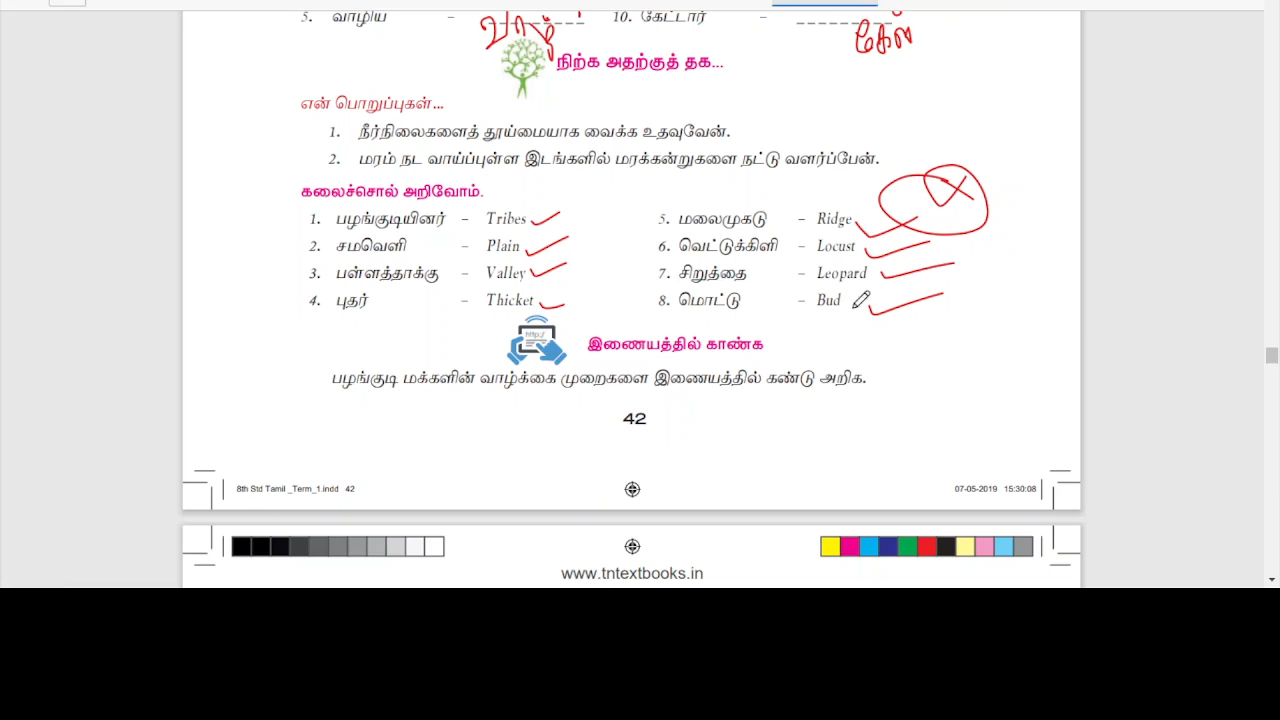 5. வாழிய - _ _ _ _ _ _ _ 10. கேட்டார் - _ _ _ _ _ _ _
வாழ் கேள்
நிற்க அதற்குத் தக...
என் பொறுப்புகள்...
1. நீர்நிலைகளைத் தூய்மையாக வைக்க உதவுவேன்.
2. மரம் நட வாய்ப்புள்ள இடங்களில் மரக்கன்றுகளை நட்டு வளர்ப்பேன்.
கலைச்சொல் அறிவோம்.
1. பழங்குடியினர் – Tribes 5. மலைமுகடு – Ridge
2. சமவெளி – Plain 6. வெட்டுக்கிளி – Locust
3. பள்ளத்தாக்கு – Valley 7. சிறுத்தை – Leopard
4. புதர் – Thicket 8. மொட்டு – Bud
http://
இணையத்தில் காண்க
பழங்குடி மக்களின் வாழ்க்கை முறைகளை இணையத்தில் கண்டு அறிக.
42
8th Std Tamil _Term_1.indd 42 07-05-2019 15:30:08
www.tntextbooks.in